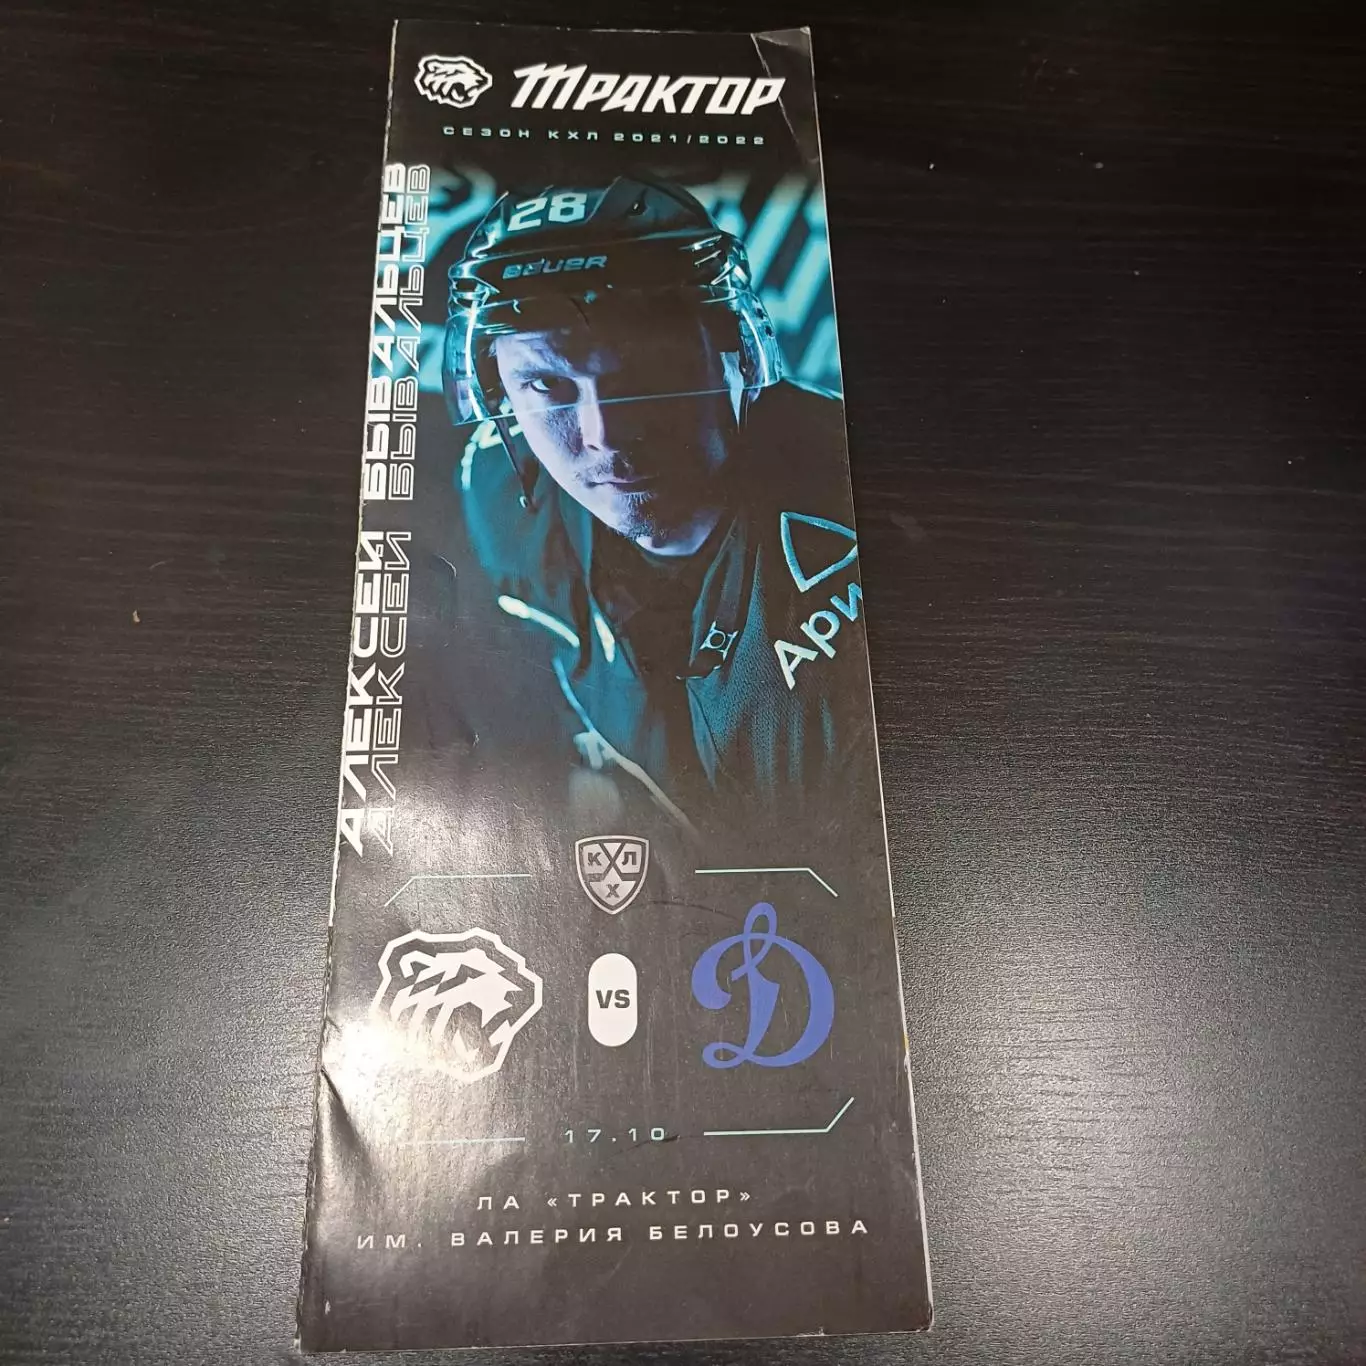 ТРАКТОР
СЕЗОН КХЛ 2021/2022
АЛЕКСЕЙ БЫВАЛЬЦЕВ
АЛЕКСЕЙ БЫВАЛЬЦЕВ
28
BAUER
Ари
КХЛ
Х
VS
Д
17.10
ЛА «ТРАКТОР»
ИМ. ВАЛЕРИЯ БЕЛОУСОВА